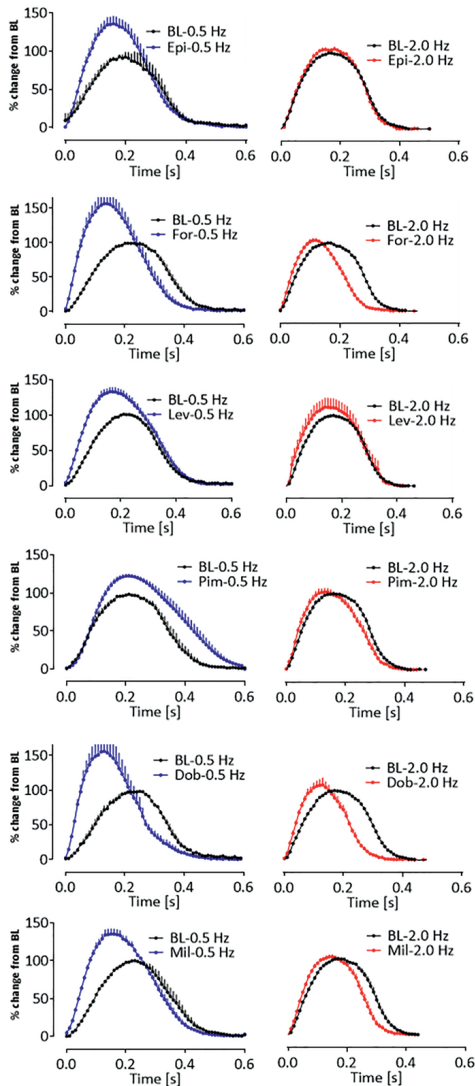 % change from BL
150
100
50
0
BL-0.5 Hz
Epi-0.5 Hz
0.0 0.2 0.4 0.6
Time [s]
BL-2.0 Hz
Epi-2.0 Hz
0.0 0.2 0.4 0.6
Time [s]
% change from BL
150
100
50
0
BL-0.5 Hz
For-0.5 Hz
0.0 0.2 0.4 0.6
Time [s]
BL-2.0 Hz
For-2.0 Hz
0.0 0.2 0.4 0.6
Time [s]
% change from BL
150
100
50
0
BL-0.5 Hz
Lev-0.5 Hz
0.0 0.2 0.4 0.6
Time [s]
BL-2.0 Hz
Lev-2.0 Hz
0.0 0.2 0.4 0.6
Time [s]
% change from BL
150
100
50
0
BL-0.5 Hz
Pim-0.5 Hz
0.0 0.2 0.4 0.6
Time [s]
BL-2.0 Hz
Pim-2.0 Hz
0.0 0.2 0.4 0.6
Time [s]
% change from BL
150
100
50
0
BL-0.5 Hz
Dob-0.5 Hz
0.0 0.2 0.4 0.6
Time [s]
BL-2.0 Hz
Dob-2.0 Hz
0.0 0.2 0.4 0.6
Time [s]
% change from BL
150
100
50
0
BL-0.5 Hz
Mil-0.5 Hz
0.0 0.2 0.4 0.6
Time [s]
BL-2.0 Hz
Mil-2.0 Hz
0.0 0.2 0.4 0.6
Time [s]